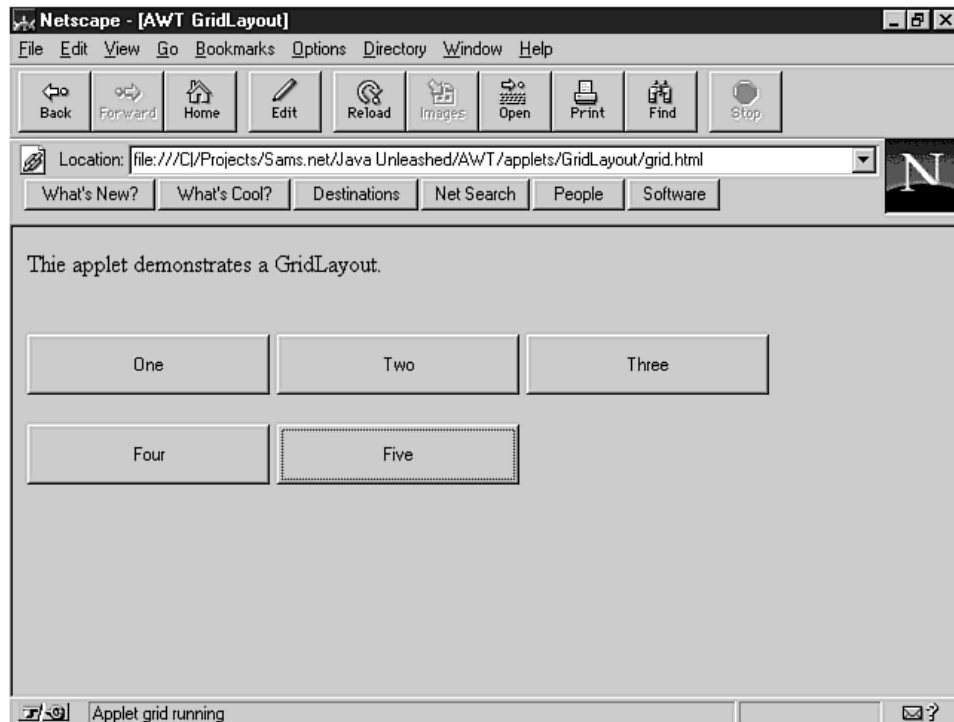 Netscape - [AWT GridLayout]
File Edit View Go Bookmarks Options Directory Window Help
Back Forward Home Edit Reload Images Open Print Find Stop
Location: file:///C|/Projects/Sams.net/Java Unleashed/AWT/applets/GridLayout/grid.html
N
What's New? What's Cool? Destinations Net Search People Software
Thie applet demonstrates a GridLayout.
One Two Three
Four Five
Applet grid running
?